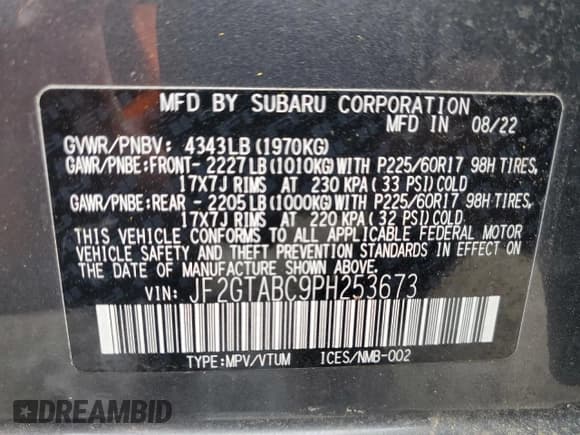 MFD BY SUBARU CORPORATION
MFD IN 08/22
GVWR/PNBV: 4343LB(1970KG)
GAWR/PNBE:FRONT-2227LB(1010KG)WITH P225/60R17 98H TIRES,
17X7J RIMS AT 230 KPA(33 PSI)COLD
GAWR/PNBE:REAR -2205LB(1000KG)WITH P225/60R17 98H TIRES,
17X7J RIMS AT 220 KPA(32 PSI)COLD.
THIS VEHICLE CONFORMS TO ALL APPLICABLE FEDERAL MOTOR
VEHICLE SAFETY AND THEFT PREVENTION STANDARDS IN EFFECT ON
THE DATE OF MANUFACTURE SHOWN ABOVE.
VIN: JF2GTABC9PH253673
TYPE:MPV/VTUM ICES/NMB-002
DREAMBID